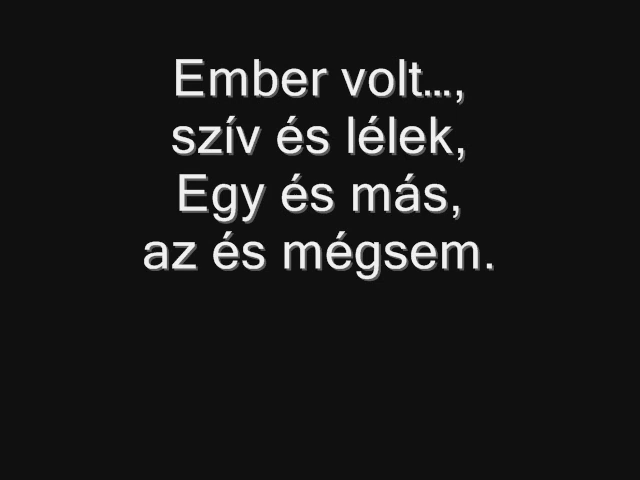 Ember volt...,
szív és lélek,
Egy és más,
az és mégsem.